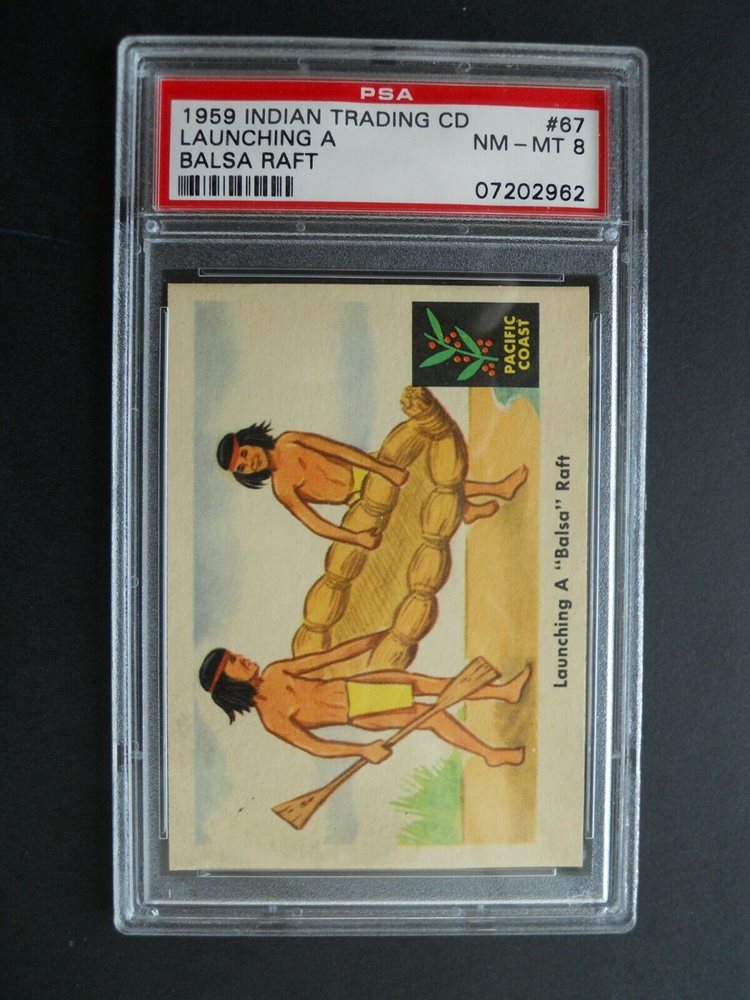 PSA
1959 INDIAN TRADING CD #67
LAUNCHING A NM - MT 8
BALSA RAFT
07202962
PACIFIC
COAST
Launching A "Balsa" Raft